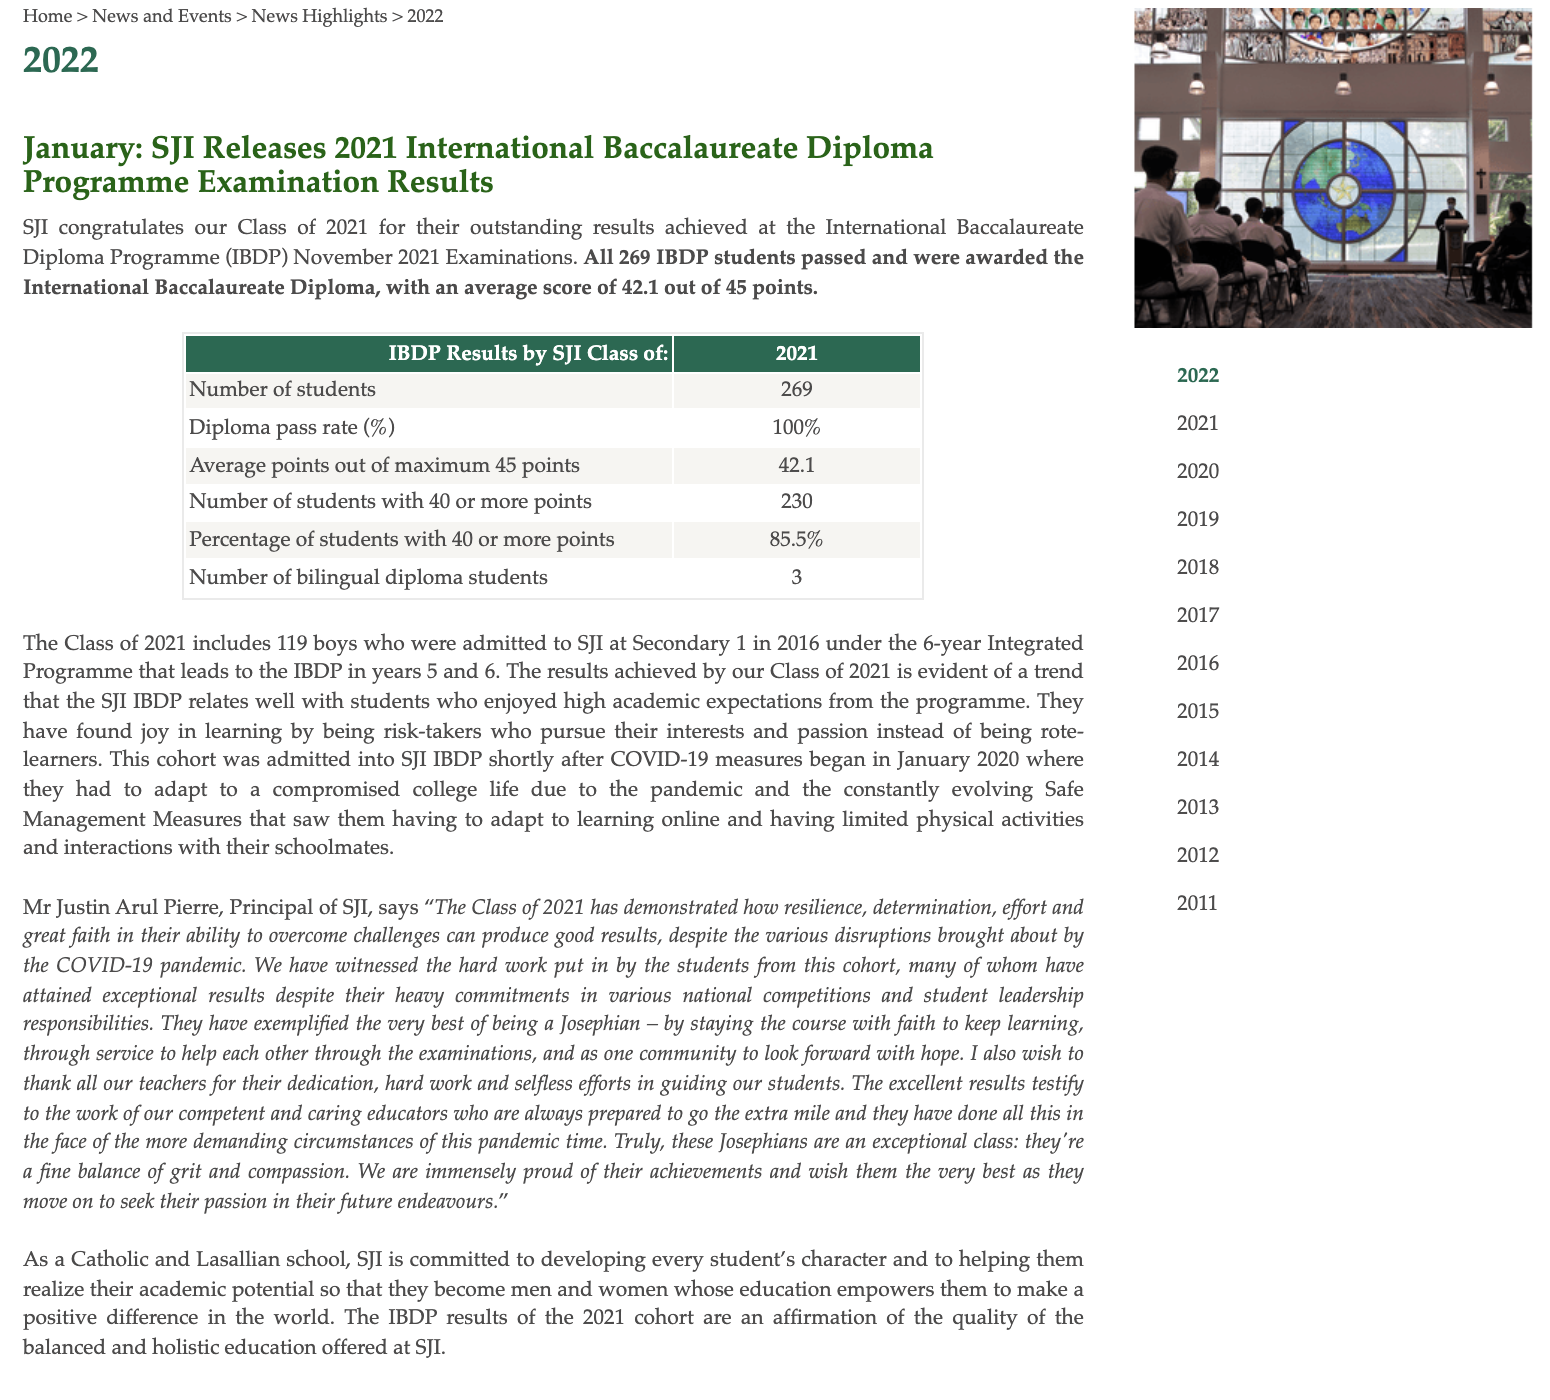 Home > News and Events > News Highlights > 2022
2022
January: SJI Releases 2021 International Baccalaureate Diploma
Programme Examination Results
SJI congratulates our Class of 2021 for their outstanding results achieved at the International Baccalaureate
Diploma Programme (IBDP) November 2021 Examinations. All 269 IBDP students passed and were awarded the
International Baccalaureate Diploma, with an average score of 42.1 out of 45 points.
IBDP Results by SJI Class of: 2021
Number of students 269
Diploma pass rate (%) 100%
Average points out of maximum 45 points 42.1
Number of students with 40 or more points 230
Percentage of students with 40 or more points 85.5%
Number of bilingual diploma students 3
The Class of 2021 includes 119 boys who were admitted to SJI at Secondary 1 in 2016 under the 6-year Integrated
Programme that leads to the IBDP in years 5 and 6. The results achieved by our Class of 2021 is evident of a trend
that the SJI IBDP relates well with students who enjoyed high academic expectations from the programme. They
have found joy in learning by being risk-takers who pursue their interests and passion instead of being rote-
learners. This cohort was admitted into SJI IBDP shortly after COVID-19 measures began in January 2020 where
they had to adapt to a compromised college life due to the pandemic and the constantly evolving Safe
Management Measures that saw them having to adapt to learning online and having limited physical activities
and interactions with their schoolmates.
Mr Justin Arul Pierre, Principal of SJI, says “The Class of 2021 has demonstrated how resilience, determination, effort and
great faith in their ability to overcome challenges can produce good results, despite the various disruptions brought about by
the COVID-19 pandemic. We have witnessed the hard work put in by the students from this cohort, many of whom have
attained exceptional results despite their heavy commitments in various national competitions and student leadership
responsibilities. They have exemplified the very best of being a Josephian – by staying the course with faith to keep learning,
through service to help each other through the examinations, and as one community to look forward with hope. I also wish to
thank all our teachers for their dedication, hard work and selfless efforts in guiding our students. The excellent results testify
to the work of our competent and caring educators who are always prepared to go the extra mile and they have done all this in
the face of the more demanding circumstances of this pandemic time. Truly, these Josephians are an exceptional class: they're
a fine balance of grit and compassion. We are immensely proud of their achievements and wish them the very best as they
move on to seek their passion in their future endeavours.”
As a Catholic and Lasallian school, SJI is committed to developing every student’s character and to helping them
realize their academic potential so that they become men and women whose education empowers them to make a
positive difference in the world. The IBDP results of the 2021 cohort are an affirmation of the quality of the
balanced and holistic education offered at SJI.
2022
2021
2020
2019
2018
2017
2016
2015
2014
2013
2012
2011